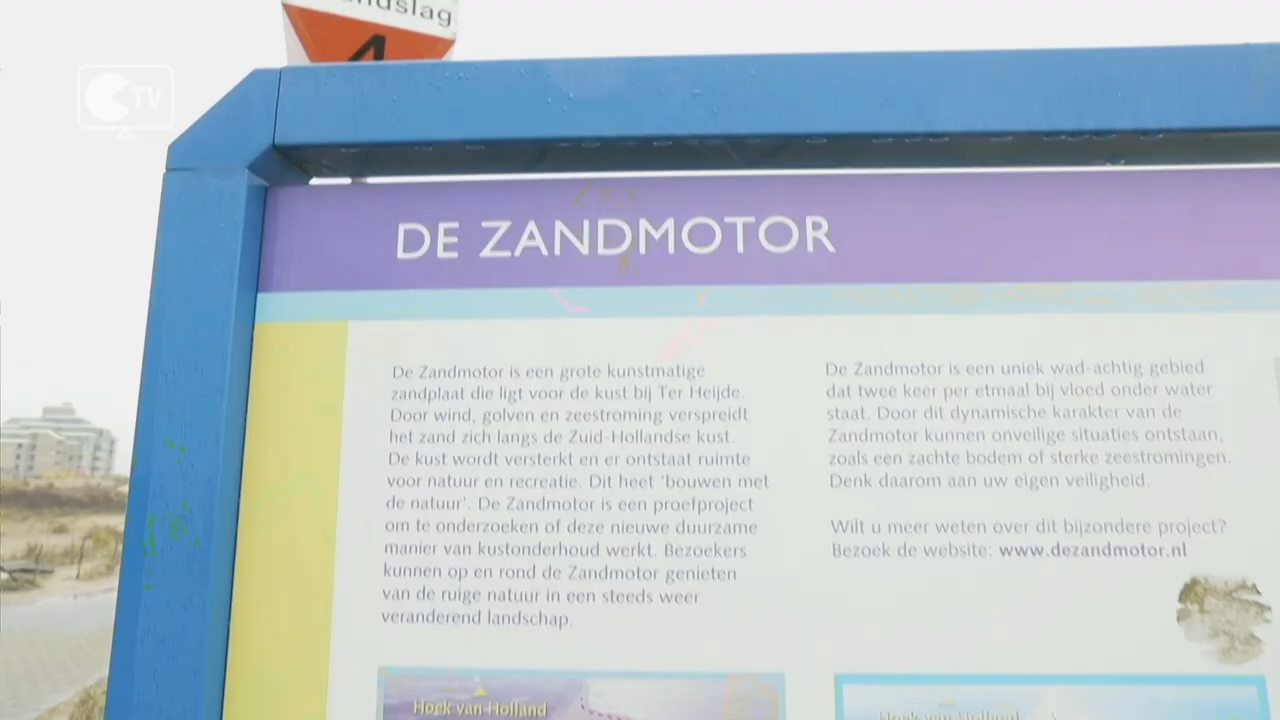 TV
4
DE ZANDMOTOR
De Zandmotor is een grote kunstmatige
zandplaat die ligt voor de kust bij Ter Heijde.
Door wind, golven en zeestroming verspreidt
het zand zich langs de Zuid-Hollandse kust.
De kust wordt versterkt en er ontstaat ruimte
voor natuur en recreatie. Dit heet 'bouwen met
de natuur'. De Zandmotor is een proefproject
om te onderzoeken of deze nieuwe duurzame
manier van kustonderhoud werkt. Bezoekers
kunnen op en rond de Zandmotor genieten
van de ruige natuur in een steeds weer
veranderend landschap.
De Zandmotor is een uniek wad-achtig gebied
dat twee keer per etmaal bij vloed onder water
staat. Door dit dynamische karakter van de
Zandmotor kunnen onveilige situaties ontstaan,
zoals een zachte bodem of sterke zeestromingen.
Denk daarom aan uw eigen veiligheid.
Wilt u meer weten over dit bijzondere project?
Bezoek de website: www.dezandmotor.nl
Hoek van Holland
Hoek van Holland